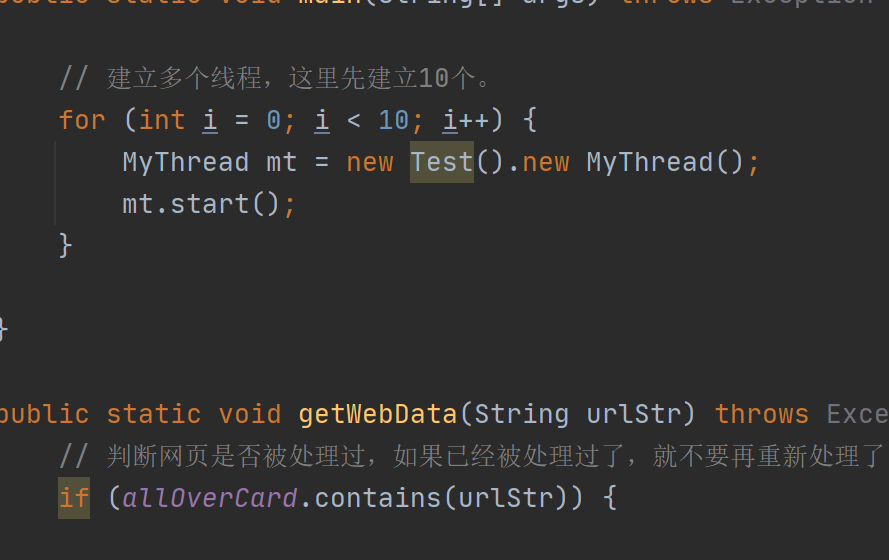 public static void main(String[] args) throws Exception
// 建立多个线程，这里先建立10个。
for (int i = 0; i < 10; i++) {
MyThread mt = new Test().new MyThread();
mt.start();
}
}
public static void getWebData(String urlStr) throws Exce
// 判断网页是否被处理过，如果已经被处理过了，就不要再重新处理了
if (allOverCard.contains(urlStr)) {